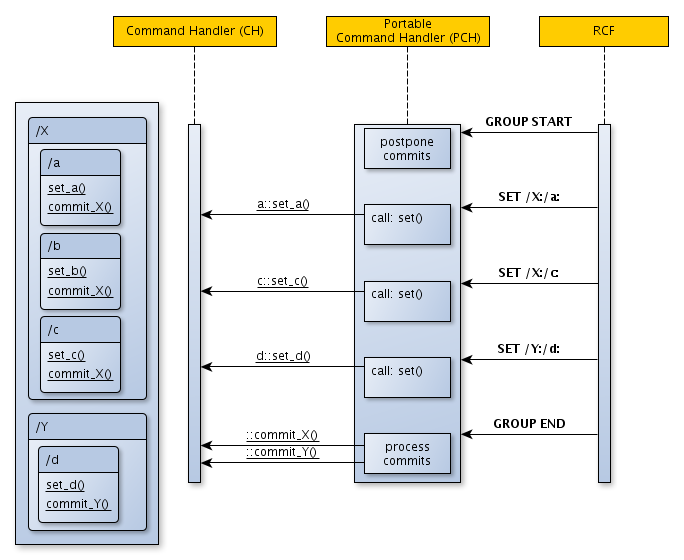 Command Handler (CH)
Portable
Command Handler (PCH)
RCF
/X
/a
set_a()
commit_X()
/b
set_b()
commit_X()
/c
set_c()
commit_X()
/Y
/d
set_d()
commit_Y()
GROUP START
postpone
commits
SET /X:/a:
a::set_a()
call: set()
SET /X:/c:
c::set_c()
call: set()
SET /Y:/d:
d::set_d()
call: set()
GROUP END
::commit_X()
::commit_Y()
process
commits